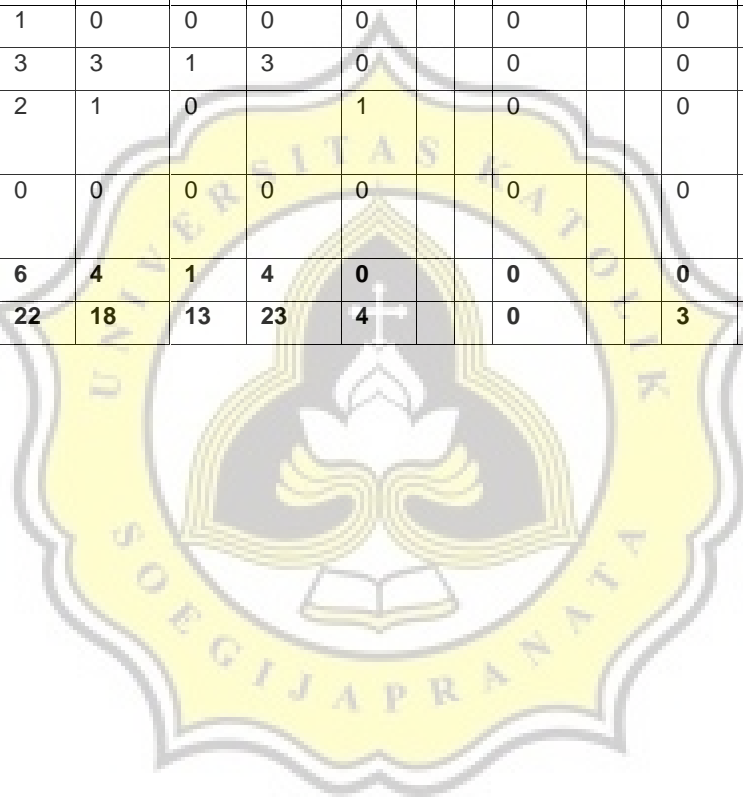 1 0 0 0 0 0 0
3 3 1 3 0 0 0
2 1 0 1 0 0
0 0 0 0 0 0 0
6 4 1 4 0 0 0
22 18 13 23 4 0 3
UNIVERSITAS KATOLIK
SOEGIJAPRANATA